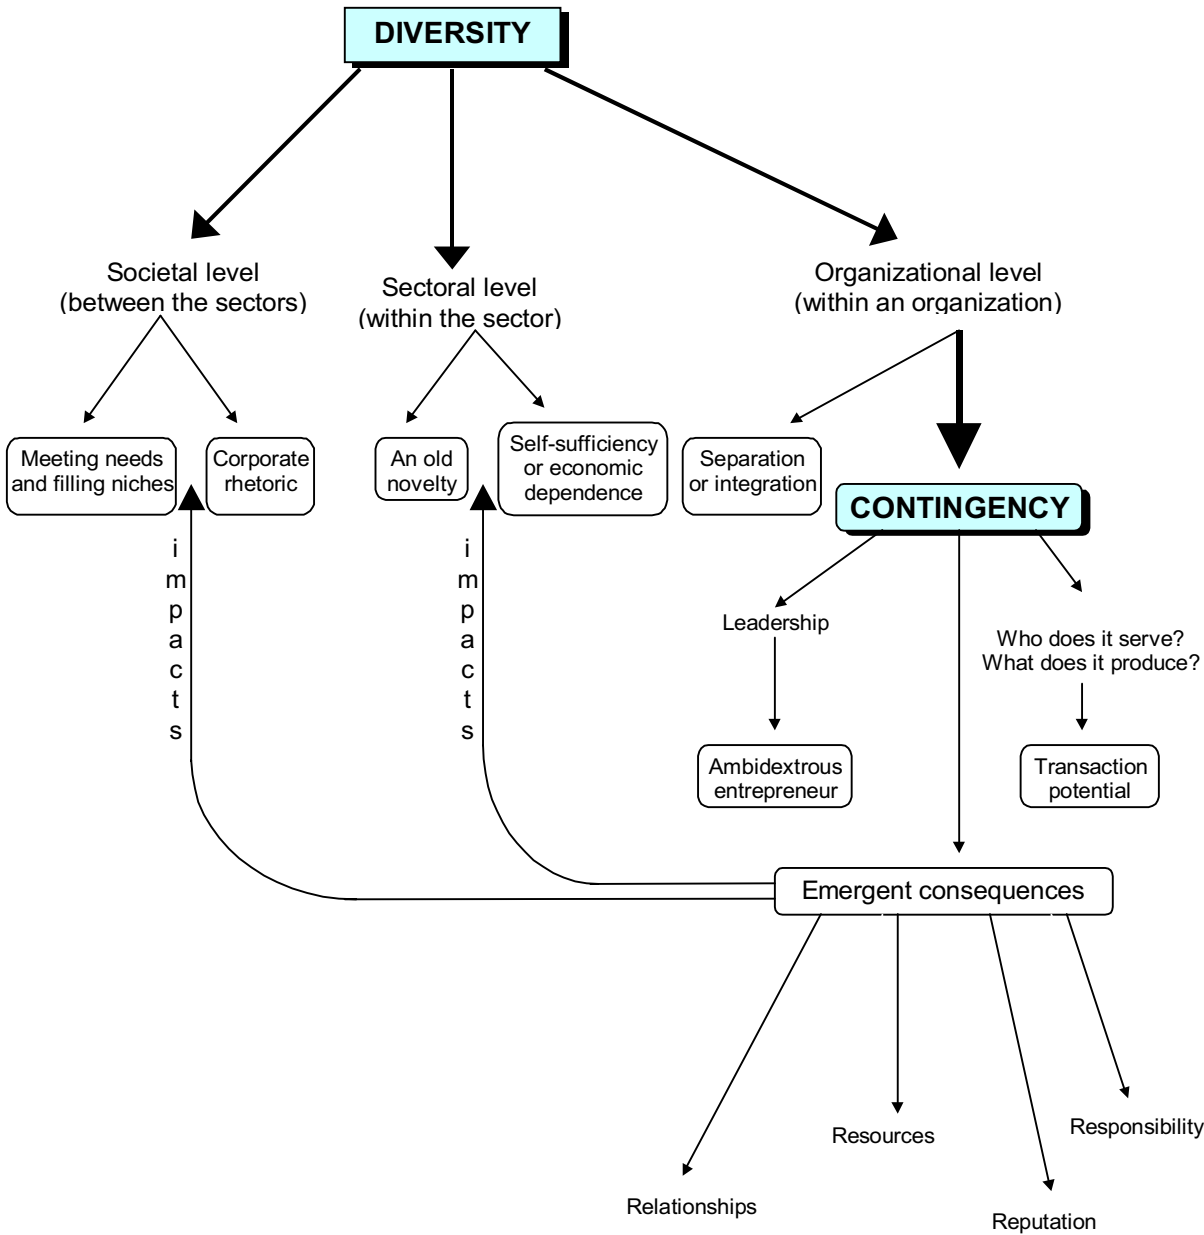 DIVERSITY
Societal level
(between the sectors)
Sectoral level
(within the sector)
Organizational level
(within an organization)
Meeting needs
and filling niches
Corporate
rhetoric
An old
novelty
Self-sufficiency
or economic
dependence
Separation
or integration
CONTINGENCY
impacts
impacts
Leadership
Who does it serve?
What does it produce?
Ambidextrous
entrepreneur
Transaction
potential
Emergent consequences
Relationships
Resources
Reputation
Responsibility